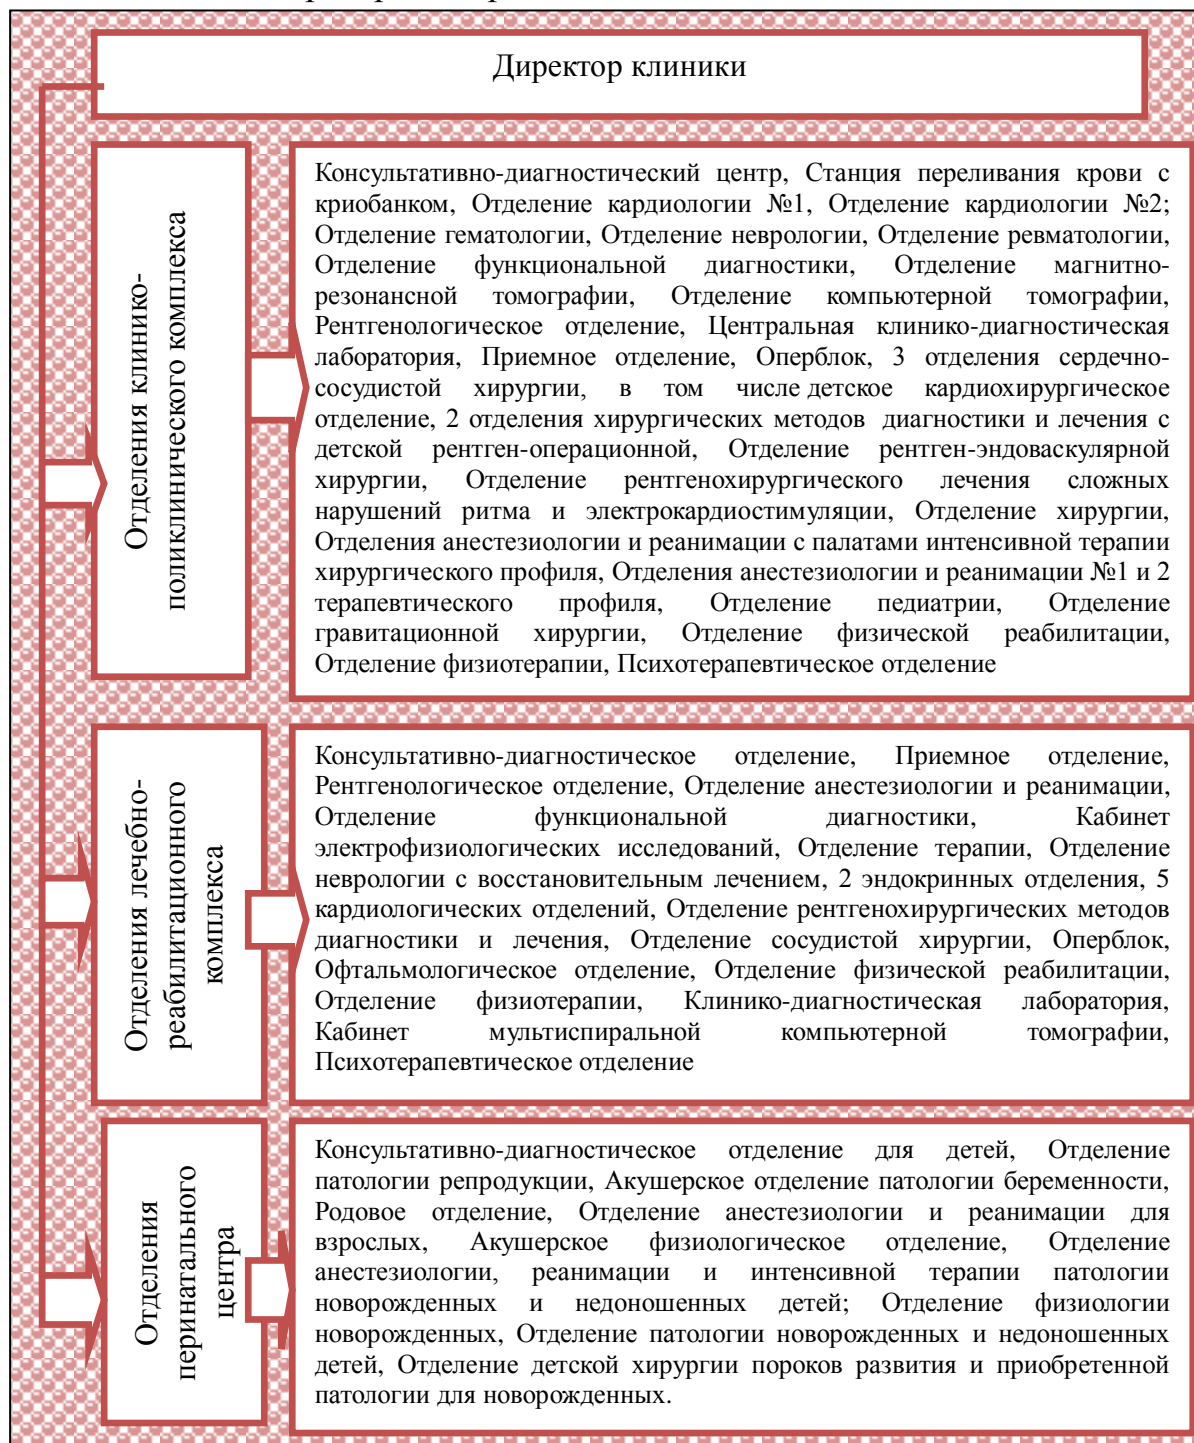 Директор клиники
Отделения клинико-
поликлинического комплекса
Консультативно-диагностический центр, Станция переливания крови с
криобанком, Отделение кардиологии №1, Отделение кардиологии №2;
Отделение гематологии, Отделение неврологии, Отделение ревматологии,
Отделение функциональной диагностики, Отделение магнитно-
резонансной томографии, Отделение компьютерной томографии,
Рентгенологическое отделение, Центральная клинико-диагностическая
лаборатория, Приемное отделение, Оперблок, 3 отделения сердечно-
сосудистой хирургии, в том числе детское кардиохирургическое
отделение, 2 отделения хирургических методов диагностики и лечения с
детской рентген-операционной, Отделение рентген-эндоваскулярной
хирургии, Отделение рентгенохирургического лечения сложных
нарушений ритма и электрокардиостимуляции, Отделение хирургии,
Отделения анестезиологии и реанимации с палатами интенсивной терапии
хирургического профиля, Отделения анестезиологии и реанимации №1 и 2
терапевтического профиля, Отделение педиатрии, Отделение
гравитационной хирургии, Отделение физической реабилитации,
Отделение физиотерапии, Психотерапевтическое отделение
Отделения лечебно-
реабилитационного
комплекса
Консультативно-диагностическое отделение, Приемное отделение,
Рентгенологическое отделение, Отделение анестезиологии и реанимации,
Отделение функциональной диагностики, Кабинет
электрофизиологических исследований, Отделение терапии, Отделение
неврологии с восстановительным лечением, 2 эндокринных отделения, 5
кардиологических отделений, Отделение рентгенохирургических методов
диагностики и лечения, Отделение сосудистой хирургии, Оперблок,
Офтальмологическое отделение, Отделение физической реабилитации,
Отделение физиотерапии, Клинико-диагностическая лаборатория,
Кабинет мультиспиральной компьютерной томографии,
Психотерапевтическое отделение
Отделения
перинатального
центра
Консультативно-диагностическое отделение для детей, Отделение
патологии репродукции, Акушерское отделение патологии беременности,
Родовое отделение, Отделение анестезиологии и реанимации для
взрослых, Акушерское физиологическое отделение, Отделение
анестезиологии, реанимации и интенсивной терапии патологии
новорожденных и недоношенных детей; Отделение физиологии
новорожденных, Отделение патологии новорожденных и недоношенных
детей, Отделение детской хирургии пороков развития и приобретенной
патологии для новорожденных.